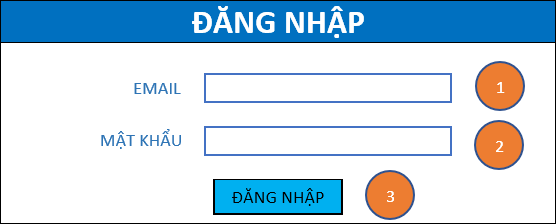 ĐĂNG NHẬP
EMAIL 1
MẬT KHẨU 2
ĐĂNG NHẬP 3